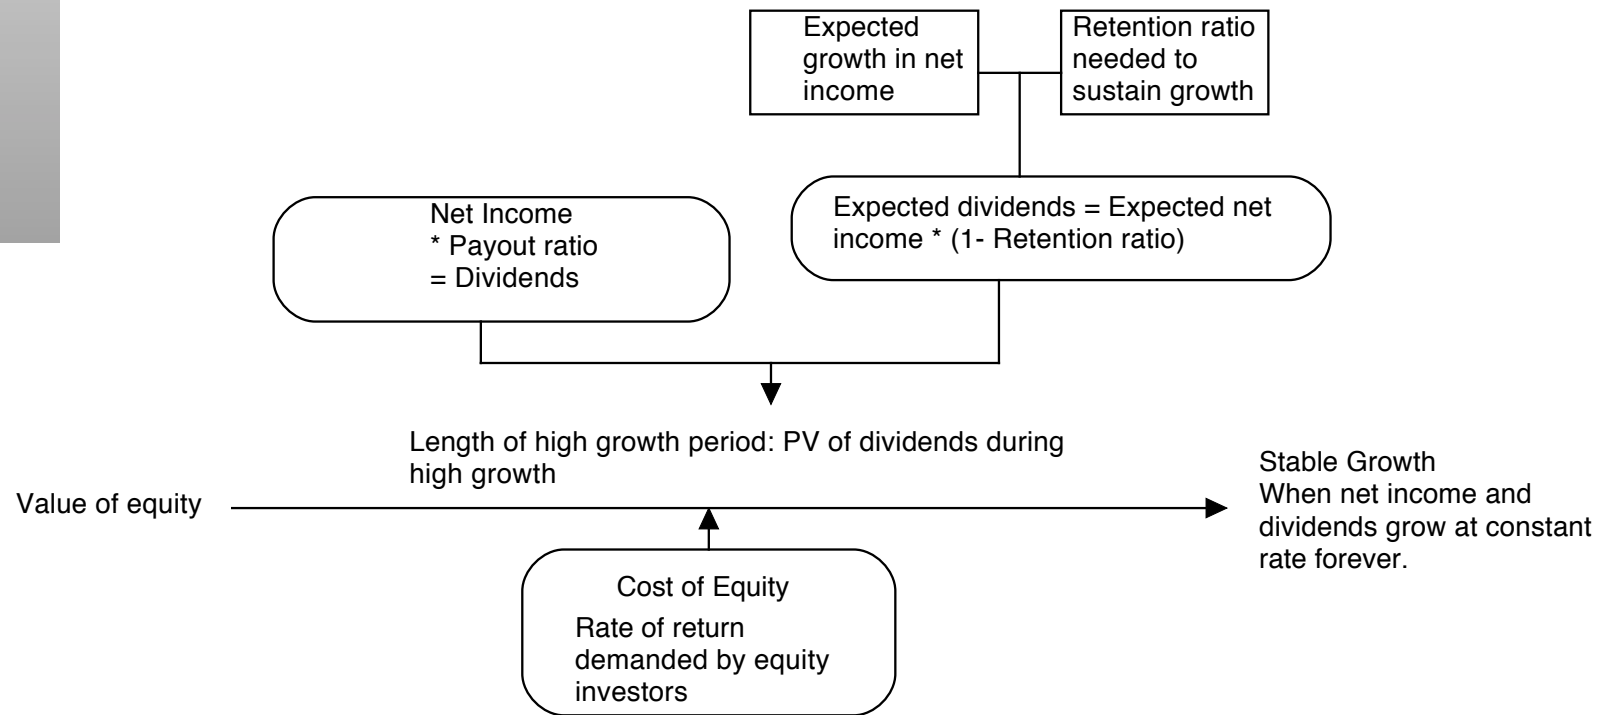 Expected
growth in net
income
Retention ratio
needed to
sustain growth
Net Income
* Payout ratio
= Dividends
Expected dividends = Expected net
income * (1- Retention ratio)
Length of high growth period: PV of dividends during
high growth
Value of equity
Stable Growth
When net income and
dividends grow at constant
rate forever.
Cost of Equity
Rate of return
demanded by equity
investors